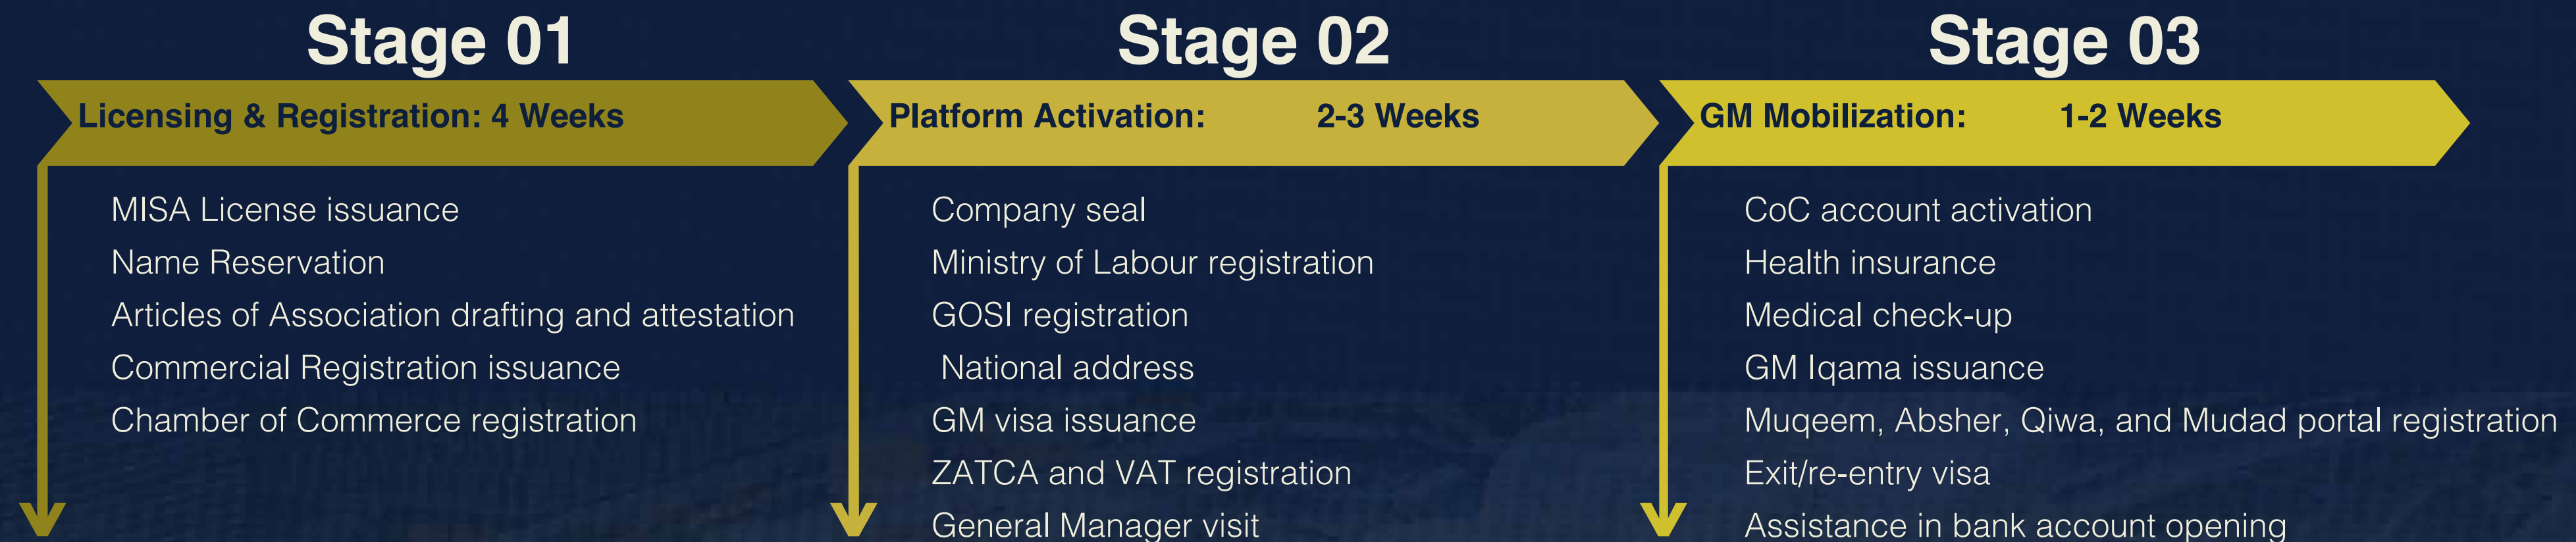 Stage 01
Licensing & Registration: 4 Weeks
MISA License issuance
Name Reservation
Articles of Association drafting and attestation
Commercial Registration issuance
Chamber of Commerce registration
Stage 02
Platform Activation: 2-3 Weeks
Company seal
Ministry of Labour registration
GOSI registration
National address
GM visa issuance
ZATCA and VAT registration
General Manager visit
Stage 03
GM Mobilization: 1-2 Weeks
CoC account activation
Health insurance
Medical check-up
GM Iqama issuance
Muqeem, Absher, Qiwa, and Mudad portal registration
Exit/re-entry visa
Assistance in bank account opening